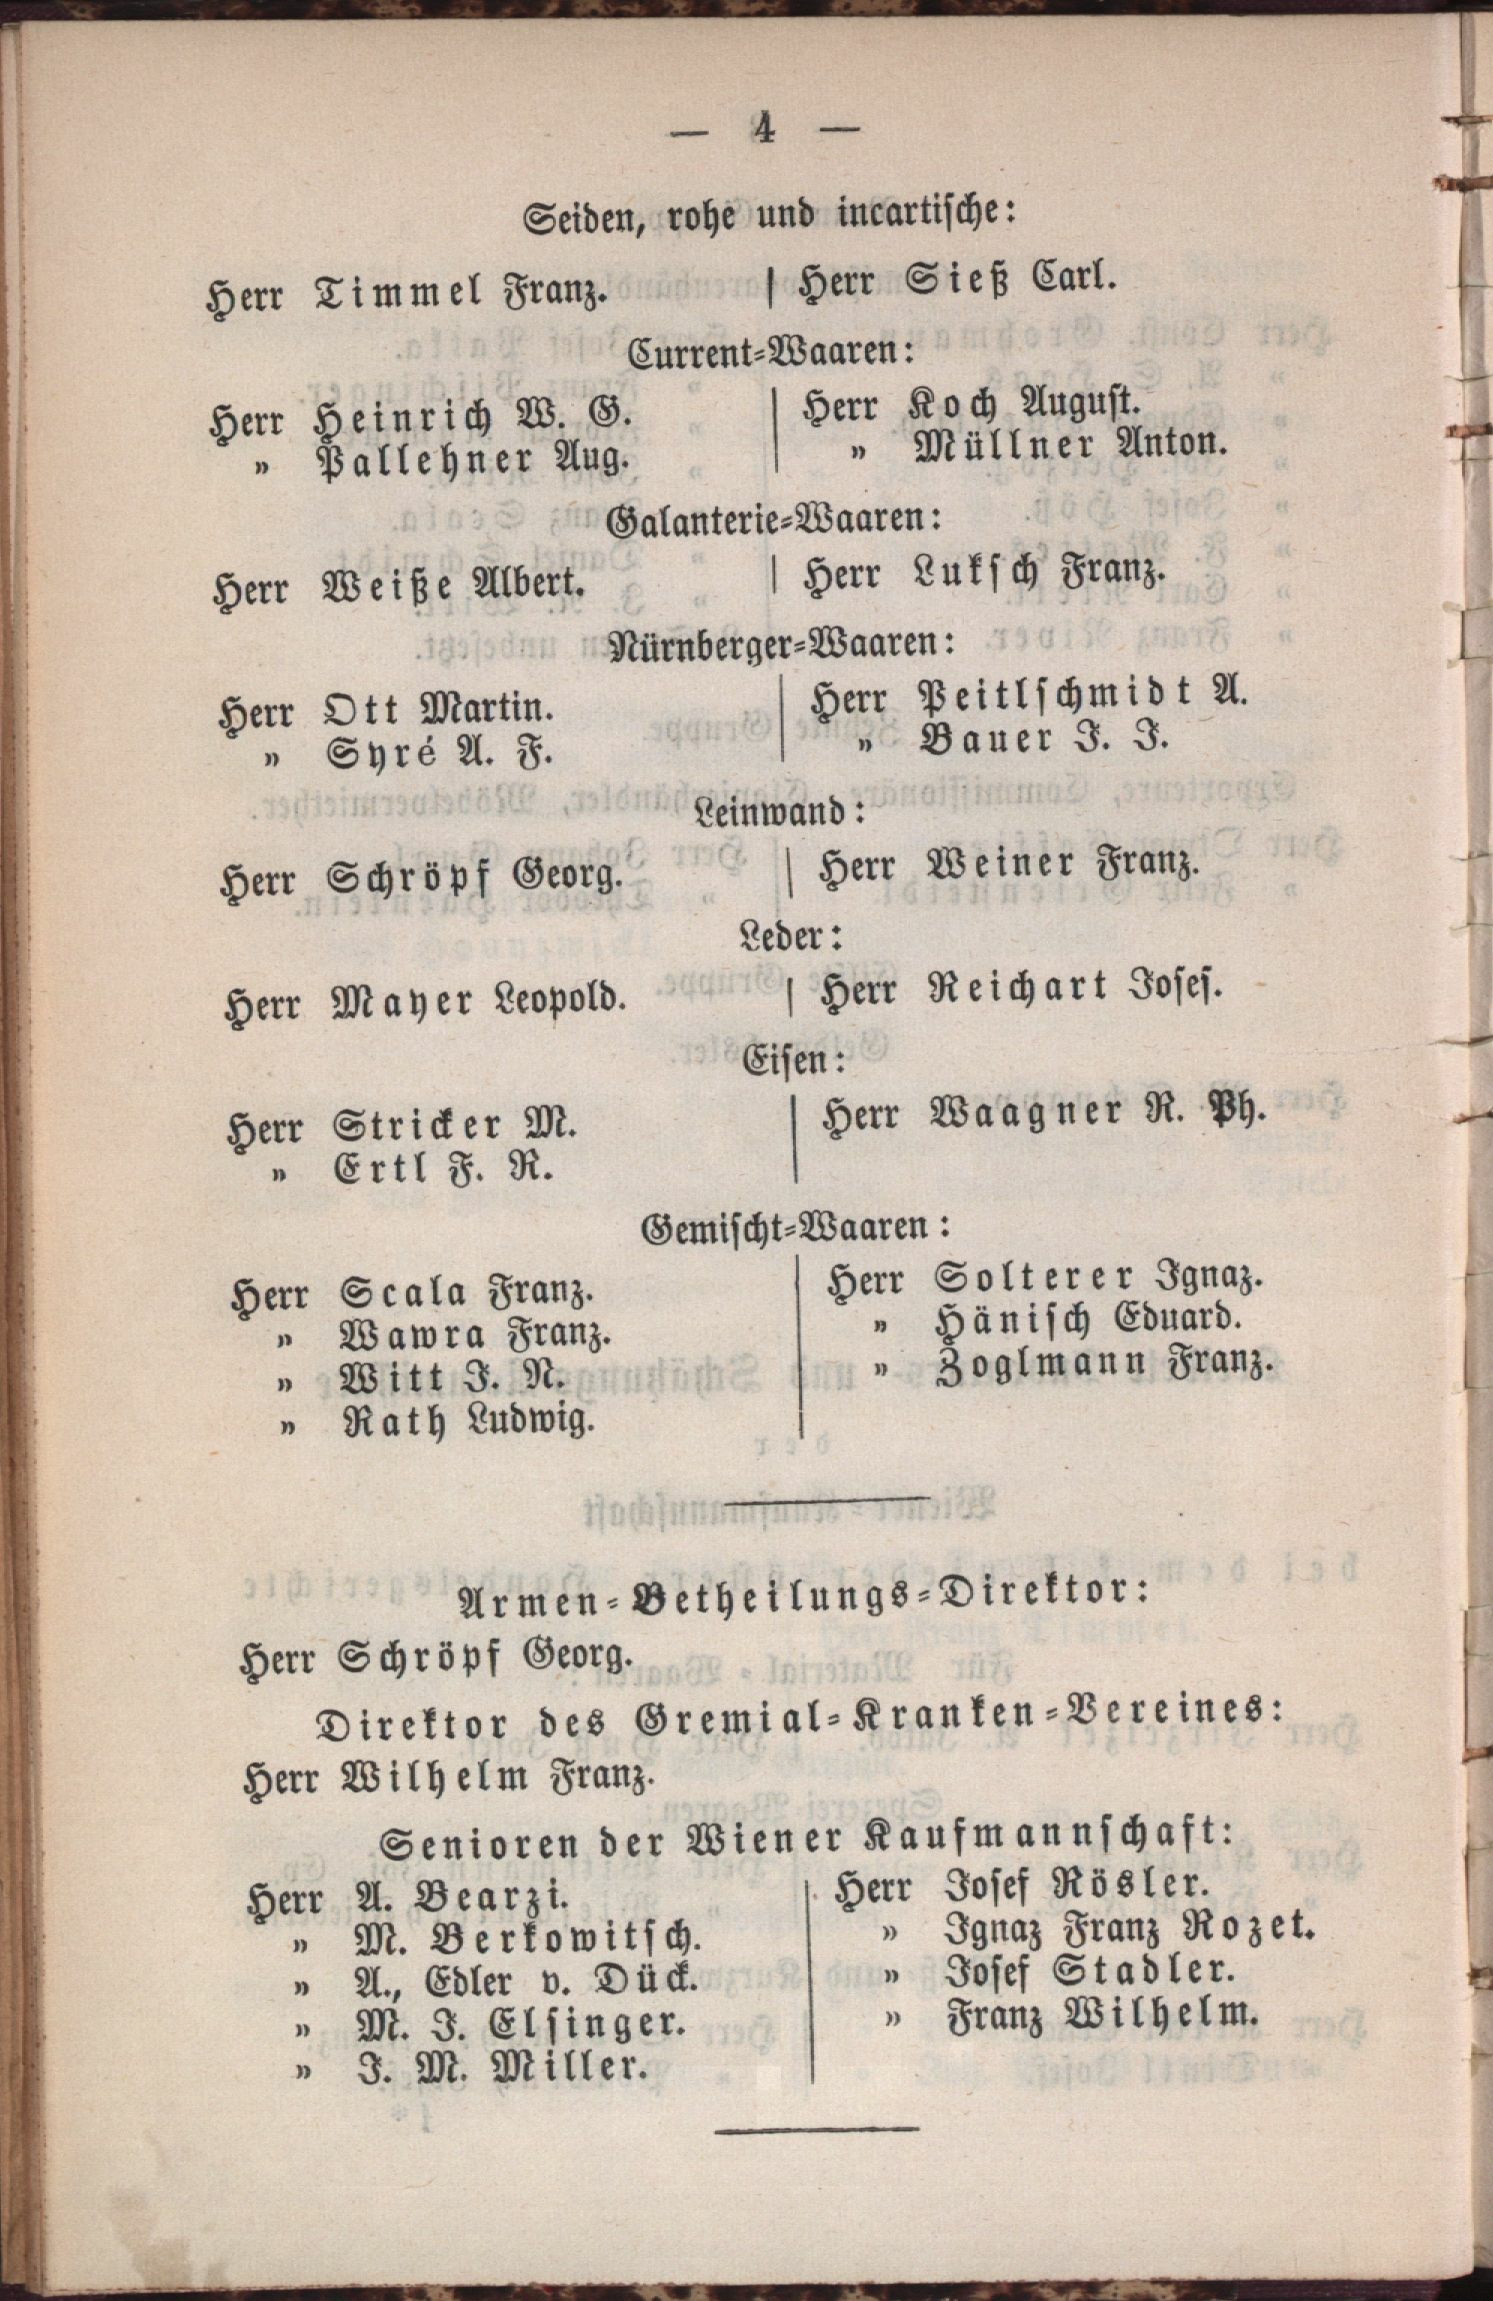 — 4 —
Seiden, rohe und incartische:
Herr Timmel Franz. | Herr Sieß Carl.
Current-Waaren:
Herr Heinrich W. G.
„ Pallehner Aug.
Herr Koch August.
„ Müllner Anton.
Galanterie-Waaren:
Herr Weiße Albert. | Herr Luksch Franz.
Nürnberger-Waaren:
Herr Ott Martin.
„ Syré A. F.
Herr Peitlschmidt A.
„ Bauer J. J.
Leinwand:
Herr Schröpf Georg. | Herr Weiner Franz.
Leder:
Herr Mayer Leopold. | Herr Reichart Josef.
Eisen:
Herr Stricker M.
„ Ertl F. R.
Herr Waagner R. Ph.
Gemischt-Waaren:
Herr Scala Franz.
„ Wawra Franz.
„ Witt J. N.
„ Rath Ludwig.
Herr Solterer Ignaz.
„ Hänisch Eduard.
„ Zoglmann Franz.
Armen-Betheilungs-Direktor:
Herr Schröpf Georg.
Direktor des Gremial-Kranken-Vereines:
Herr Wilhelm Franz.
Senioren der Wiener Kaufmannschaft:
Herr A. Bearzi.
„ M. Berkowitsch.
„ A., Edler v. Dück.
„ M. J. Elsinger.
„ J. M. Miller.
Herr Josef Rösler.
„ Ignaz Franz Rozet.
„ Josef Stadler.
„ Franz Wilhelm.